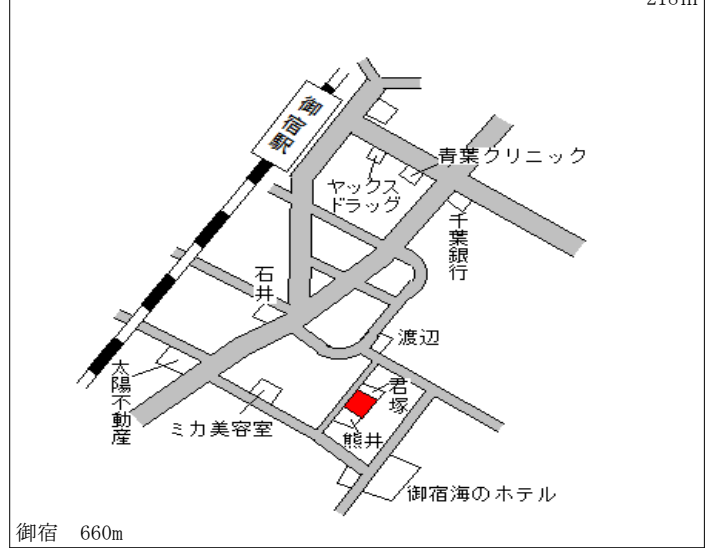 御宿駅
青葉クリニック
ヤックス
ドラッグ
千葉銀行
石井
渡辺
太陽不動産
君塚
ミカ美容室
熊井
御宿海のホテル
御宿　660m